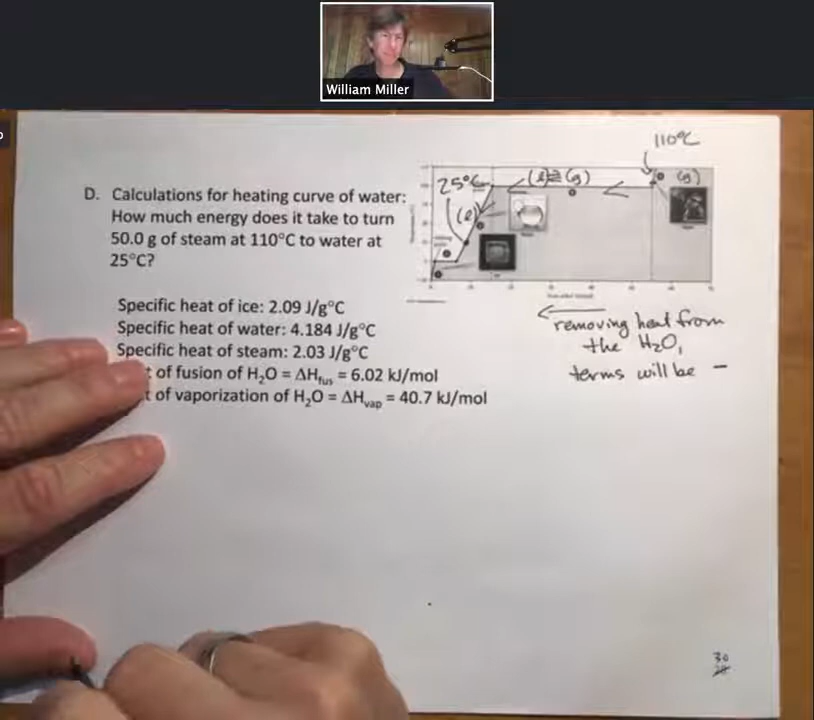 William Miller
110°C
D. Calculations for heating curve of water:
How much energy does it take to turn
50.0 g of steam at 110°C to water at
25°C?
25°C
(l)⇌(g)
(g)
(l)
Specific heat of ice: 2.09 J/g°C
Specific heat of water: 4.184 J/g°C
Specific heat of steam: 2.03 J/g°C
t of fusion of H₂O = ΔHfus = 6.02 kJ/mol
t of vaporization of H₂O = ΔHvap = 40.7 kJ/mol
removing heat from
the H₂O,
terms will be −
30